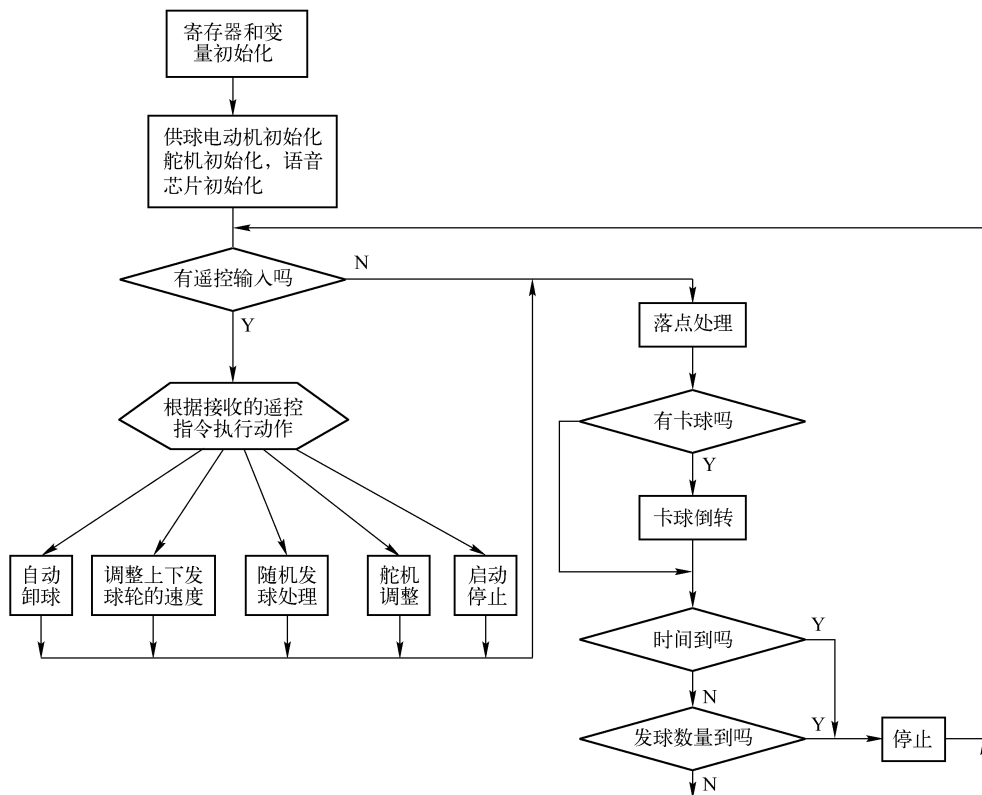 寄存器和变
量初始化
供球电动机初始化
舵机初始化，语音
芯片初始化
有遥控输入吗
N
Y
根据接收的遥控
指令执行动作
自动
卸球
调整上下发
球轮的速度
随机发
球处理
舵机
调整
启动
停止
落点处理
有卡球吗
Y
卡球倒转
时间到吗
Y
N
发球数量到吗
Y
停止
N